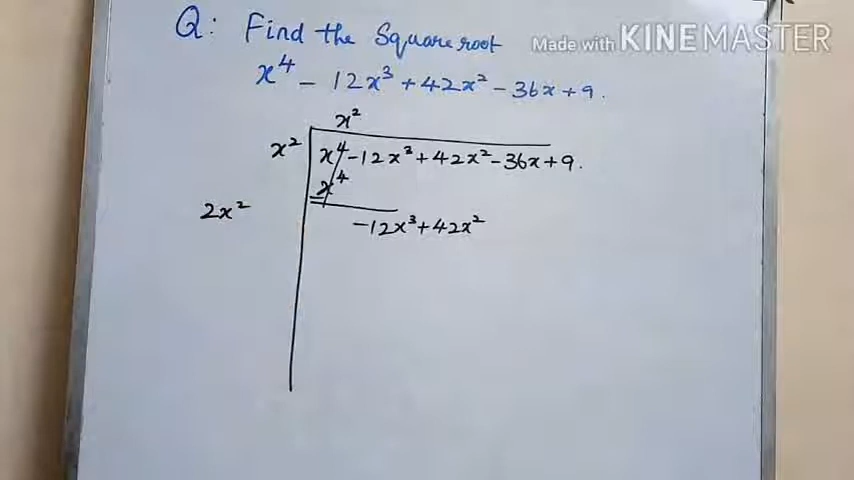 Q: Find the Square root
Made with KINEMASTER
x⁴ - 12x³ + 42x² - 36x + 9.
x²
x² x⁴ - 12x³ + 42x² - 36x + 9.
x⁴
2x² -12x³ + 42x²